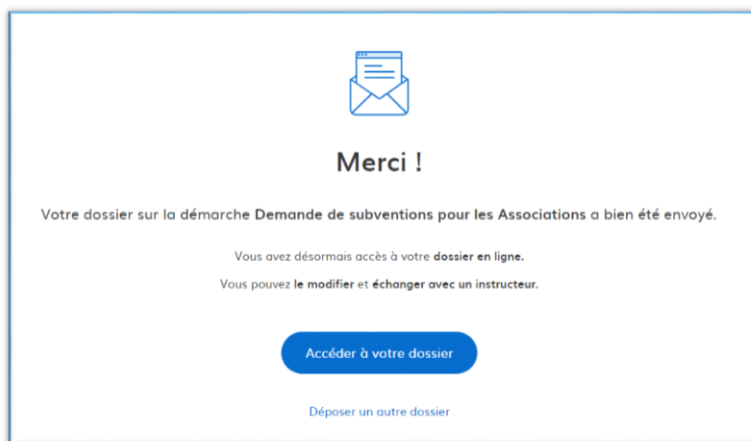 Merci !
Votre dossier sur la démarche Demande de subventions pour les Associations a bien été envoyé.
Vous avez désormais accès à votre dossier en ligne.
Vous pouvez le modifier et échanger avec un instructeur.
Accéder à votre dossier
Déposer un autre dossier